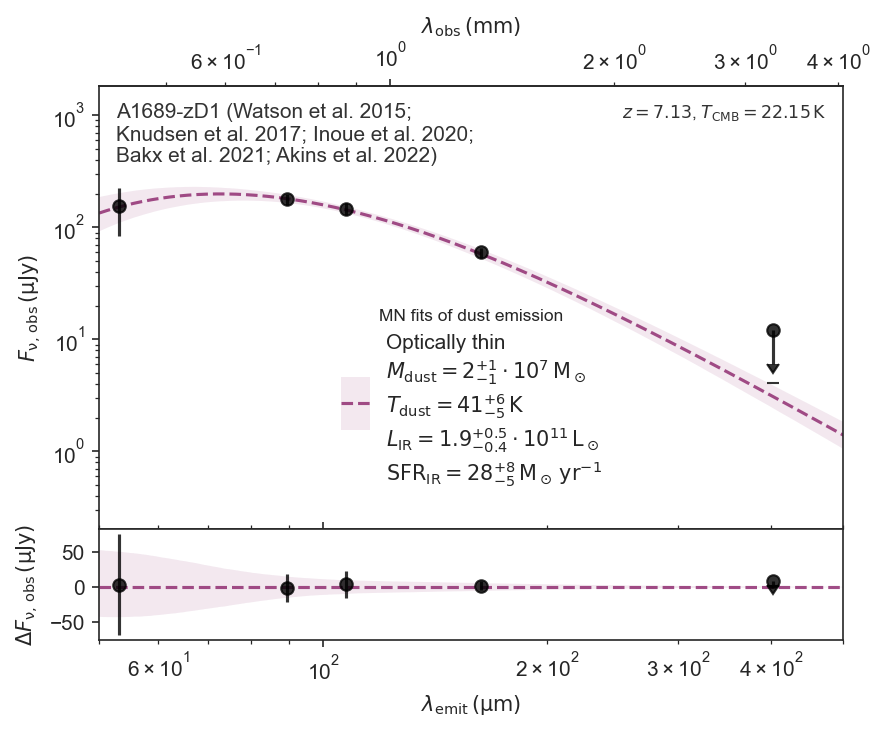 λobs (mm)
6 × 10⁻¹ 10⁰ 2 × 10⁰ 3 × 10⁰ 4 × 10⁰
A1689-zD1 (Watson et al. 2015;
Knudsen et al. 2017; Inoue et al. 2020;
Bakx et al. 2021; Akins et al. 2022)
z = 7.13, TCMB = 22.15 K
10³
10²
10¹
10⁰
Fν, obs (μJy)
MN fits of dust emission
Optically thin
Mdust = 2 +1 −1 · 10⁷ M⊙
Tdust = 41 +6 −5 K
LIR = 1.9 +0.5 −0.4 · 10¹¹ L⊙
SFRIR = 28 +8 −5 M⊙ yr⁻¹
ΔFν, obs (μJy)
50
0
−50
6 × 10¹ 10² 2 × 10² 3 × 10² 4 × 10²
λemit (μm)